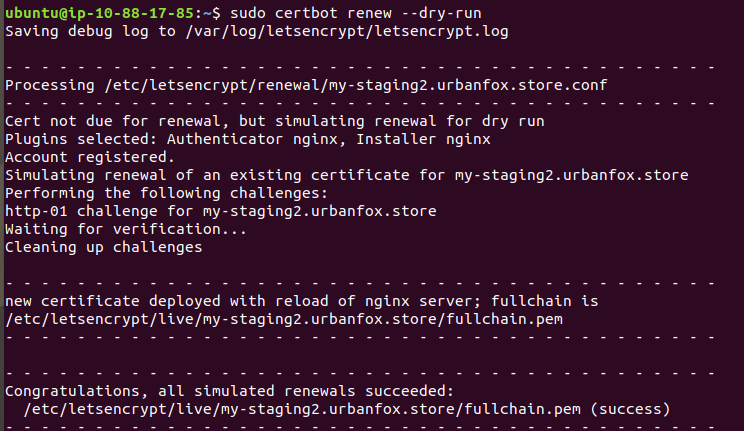 ubuntu@ip-10-88-17-85:~$ sudo certbot renew --dry-run
Saving debug log to /var/log/letsencrypt/letsencrypt.log
- - - - - - - - - - - - - - - - - - - - - - - - - - - - - - - - - - - - - - - -
Processing /etc/letsencrypt/renewal/my-staging2.urbanfox.store.conf
- - - - - - - - - - - - - - - - - - - - - - - - - - - - - - - - - - - - - - - -
Cert not due for renewal, but simulating renewal for dry run
Plugins selected: Authenticator nginx, Installer nginx
Account registered.
Simulating renewal of an existing certificate for my-staging2.urbanfox.store
Performing the following challenges:
http-01 challenge for my-staging2.urbanfox.store
Waiting for verification...
Cleaning up challenges
- - - - - - - - - - - - - - - - - - - - - - - - - - - - - - - - - - - - - - - -
new certificate deployed with reload of nginx server; fullchain is
/etc/letsencrypt/live/my-staging2.urbanfox.store/fullchain.pem
- - - - - - - - - - - - - - - - - - - - - - - - - - - - - - - - - - - - - - - -
- - - - - - - - - - - - - - - - - - - - - - - - - - - - - - - - - - - - - - - -
Congratulations, all simulated renewals succeeded:
/etc/letsencrypt/live/my-staging2.urbanfox.store/fullchain.pem (success)
- - - - - - - - - - - - - - - - - - - - - - - - - - - - - - - - - - - - - - - -